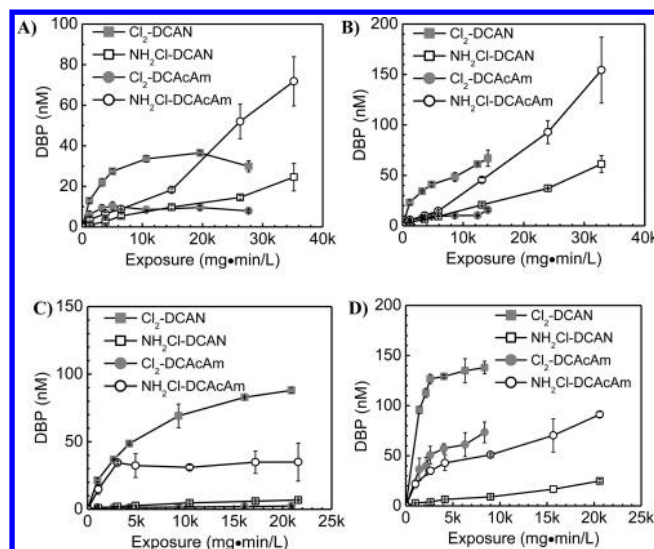 A)
Cl₂-DCAN
NH₂Cl-DCAN
Cl₂-DCAcAm
NH₂Cl-DCAcAm
DBP (nM)
100
80
60
40
20
0
0 10k 20k 30k 40k
Exposure (mg•min/L)
B)
Cl₂-DCAN
NH₂Cl-DCAN
Cl₂-DCAcAm
NH₂Cl-DCAcAm
DBP (nM)
200
150
100
50
0
0 10k 20k 30k 40k
Exposure (mg•min/L)
C)
Cl₂-DCAN
NH₂Cl-DCAN
Cl₂-DCAcAm
NH₂Cl-DCAcAm
DBP (nM)
150
100
50
0
0 5k 10k 15k 20k 25k
Exposure (mg•min/L)
D)
Cl₂-DCAN
NH₂Cl-DCAN
Cl₂-DCAcAm
NH₂Cl-DCAcAm
DBP (nM)
200
150
100
50
0
0 5k 10k 15k 20k 25k
Exposure (mg•min/L)